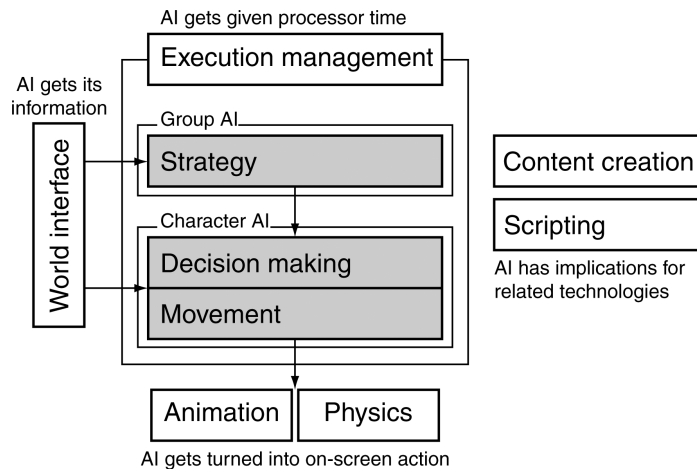 AI gets given processor time
Execution management
AI gets its
information
World interface
Group AI
Strategy
Character AI
Decision making
Movement
Animation
Physics
AI gets turned into on-screen action
Content creation
Scripting
AI has implications for
related technologies